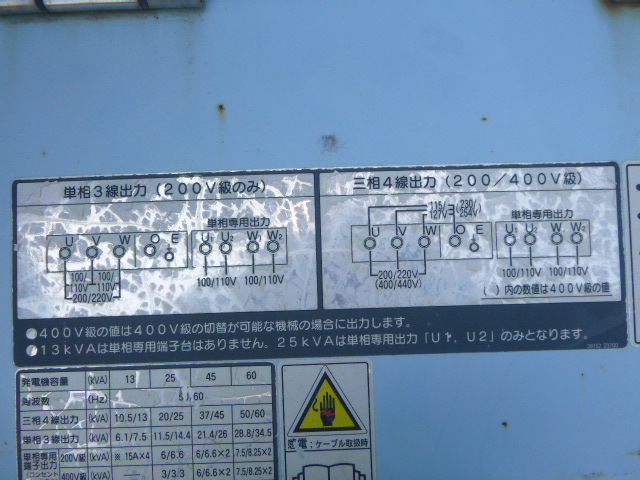 単相3線出力（200V級のみ）
単相専用出力
U V W O E U₁ U₂ W₁ W₂
100/110V 100/110V
200/220V
100/110V 100/110V
三相4線出力（200／400V級）
115/127Vヨ(230/254V)
単相専用出力
U V W O E U₁ U₂ W₁ W₂
200/220V
(400/440V)
100/110V 100/110V
（ ）内の数値は400V級の値
●400V級の値は400V級の切替が可能な機械の場合に出力します。
●13kVAは単相専用端子台はありません。25kVAは単相専用出力「U1，U2」のみとなります。
発電機容量 (kVA) 13 25 45 60
周波数 (Hz) 50/60
三相4線出力 (kVA) 10.5/13 20/25 37/45 50/60
単相3線出力 (kVA) 6.1/7.5 11.5/14.4 21.4/26 28.8/34.5
単相専用端子出力 200V級 (kVA) ※ 15A×4 6/6.6 6/6.6×2 7.5/8.25×2
(コンセント 400V級 (kVA) — 3/3.3 6/6.6×2 7.5/8.25×2
感電；ケーブル取扱時